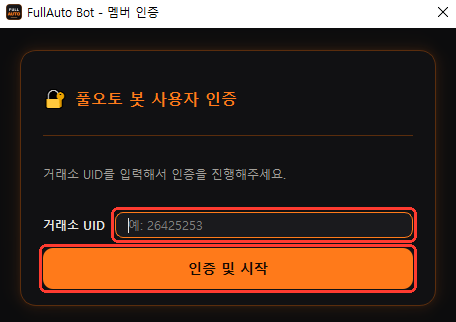 FULL
AUTO
FullAuto Bot - 멤버 인증
풀오토 봇 사용자 인증
거래소 UID를 입력해서 인증을 진행해주세요.
거래소 UID 예: 26425253
인증 및 시작